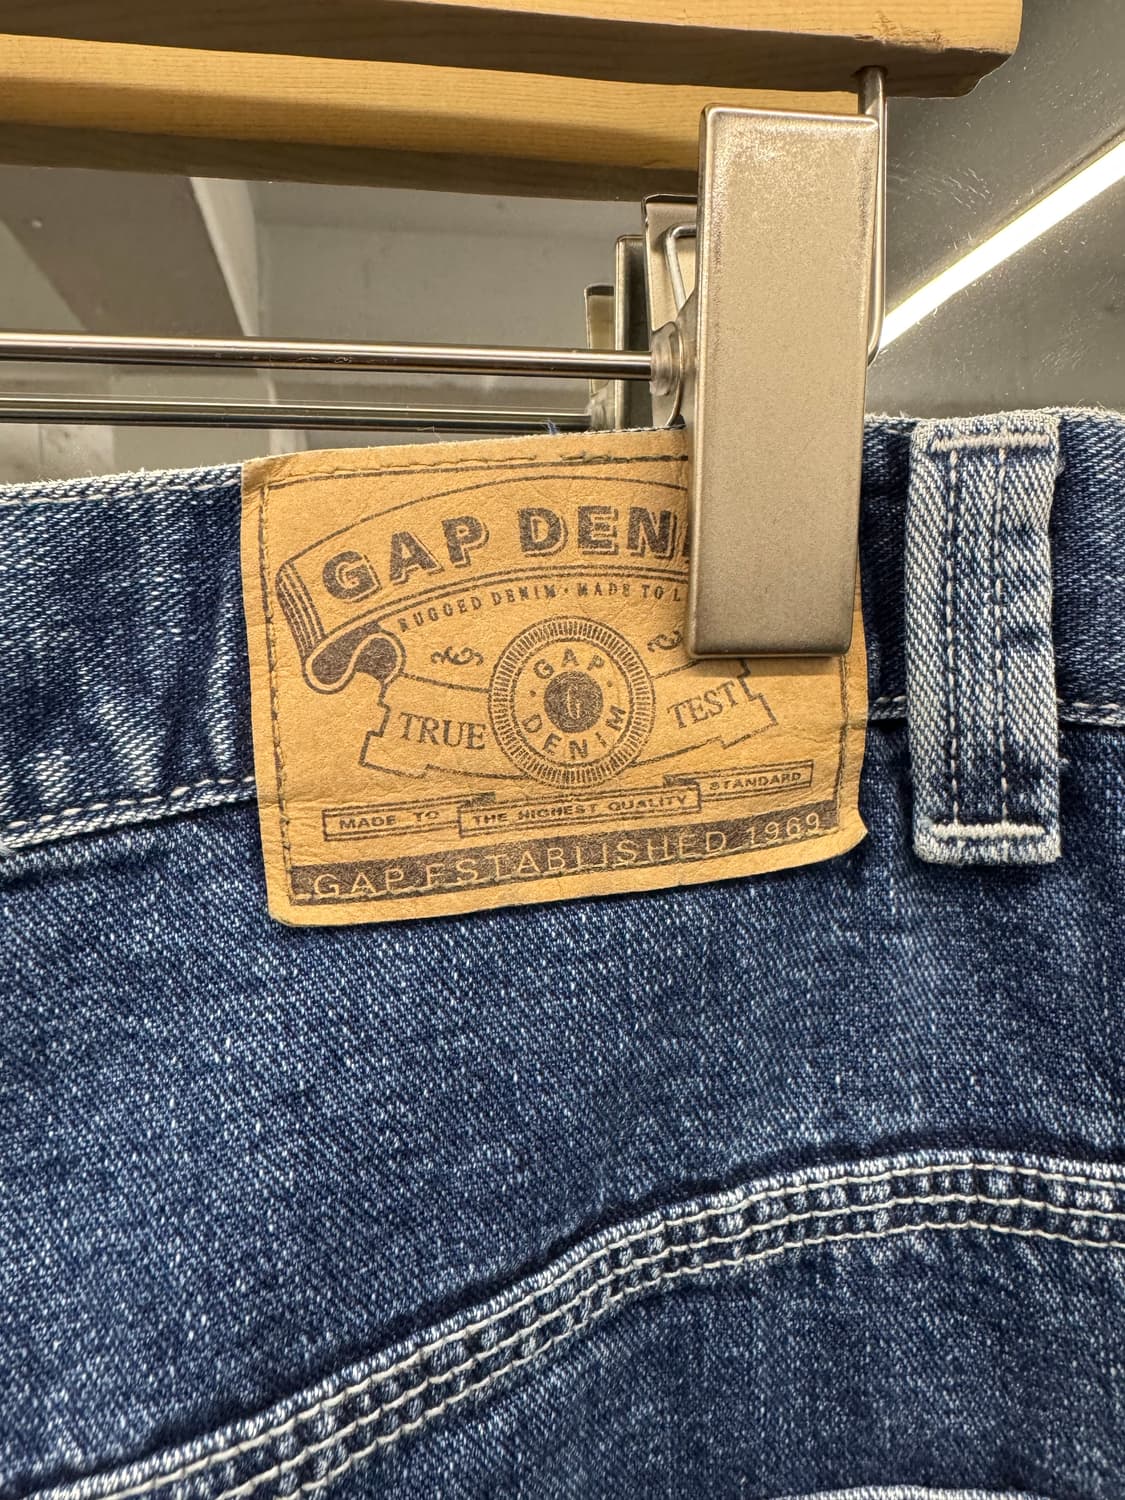 GAP DEN
RUGGED DENIM · MADE TO L
GAP
G
DENIM
TRUE TEST
MADE TO THE HIGHEST QUALITY STANDARD
GAP ESTABLISHED 1969